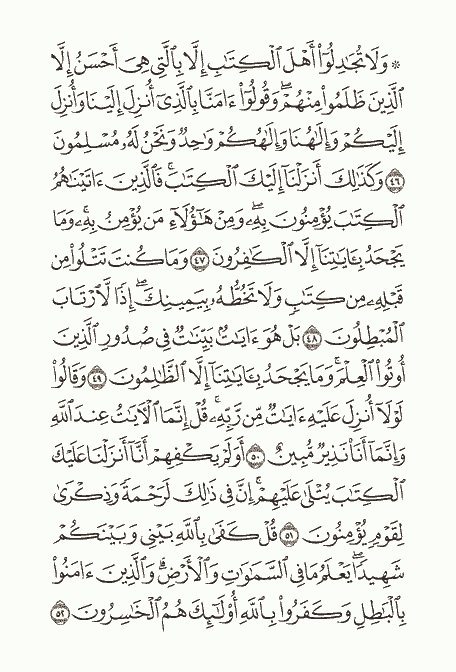 ۞ وَلَا تُجَٰدِلُوٓا۟ أَهْلَ ٱلْكِتَٰبِ إِلَّا بِٱلَّتِى هِىَ أَحْسَنُ إِلَّا
ٱلَّذِينَ ظَلَمُوا۟ مِنْهُمْ ۖ وَقُولُوٓا۟ ءَامَنَّا بِٱلَّذِىٓ أُنزِلَ إِلَيْنَا وَأُنزِلَ
إِلَيْكُمْ وَإِلَٰهُنَا وَإِلَٰهُكُمْ وَٰحِدٌ وَنَحْنُ لَهُۥ مُسْلِمُونَ
٤٦ وَكَذَٰلِكَ أَنزَلْنَآ إِلَيْكَ ٱلْكِتَٰبَ ۚ فَٱلَّذِينَ ءَاتَيْنَٰهُمُ
ٱلْكِتَٰبَ يُؤْمِنُونَ بِهِۦ ۖ وَمِنْ هَٰٓؤُلَآءِ مَن يُؤْمِنُ بِهِۦ ۚ وَمَا
يَجْحَدُ بِـَٔايَٰتِنَآ إِلَّا ٱلْكَٰفِرُونَ ٤٧ وَمَا كُنتَ تَتْلُوا۟ مِن
قَبْلِهِۦ مِن كِتَٰبٍ وَلَا تَخُطُّهُۥ بِيَمِينِكَ ۖ إِذًا لَّٱرْتَابَ
ٱلْمُبْطِلُونَ ٤٨ بَلْ هُوَ ءَايَٰتٌۢ بَيِّنَٰتٌ فِى صُدُورِ ٱلَّذِينَ
أُوتُوا۟ ٱلْعِلْمَ ۚ وَمَا يَجْحَدُ بِـَٔايَٰتِنَآ إِلَّا ٱلظَّٰلِمُونَ ٤٩ وَقَالُوا۟
لَوْلَآ أُنزِلَ عَلَيْهِ ءَايَٰتٌ مِّن رَّبِّهِۦ ۖ قُلْ إِنَّمَا ٱلْـَٔايَٰتُ عِندَ ٱللَّهِ
وَإِنَّمَآ أَنَا۠ نَذِيرٌ مُّبِينٌ ٥٠ أَوَلَمْ يَكْفِهِمْ أَنَّآ أَنزَلْنَا عَلَيْكَ
ٱلْكِتَٰبَ يُتْلَىٰ عَلَيْهِمْ ۚ إِنَّ فِى ذَٰلِكَ لَرَحْمَةً وَذِكْرَىٰ
لِقَوْمٍ يُؤْمِنُونَ ٥١ قُلْ كَفَىٰ بِٱللَّهِ بَيْنِى وَبَيْنَكُمْ
شَهِيدًا ۖ يَعْلَمُ مَا فِى ٱلسَّمَٰوَٰتِ وَٱلْأَرْضِ ۗ وَٱلَّذِينَ ءَامَنُوا۟
بِٱلْبَٰطِلِ وَكَفَرُوا۟ بِٱللَّهِ أُو۟لَٰٓئِكَ هُمُ ٱلْخَٰسِرُونَ ٥٢